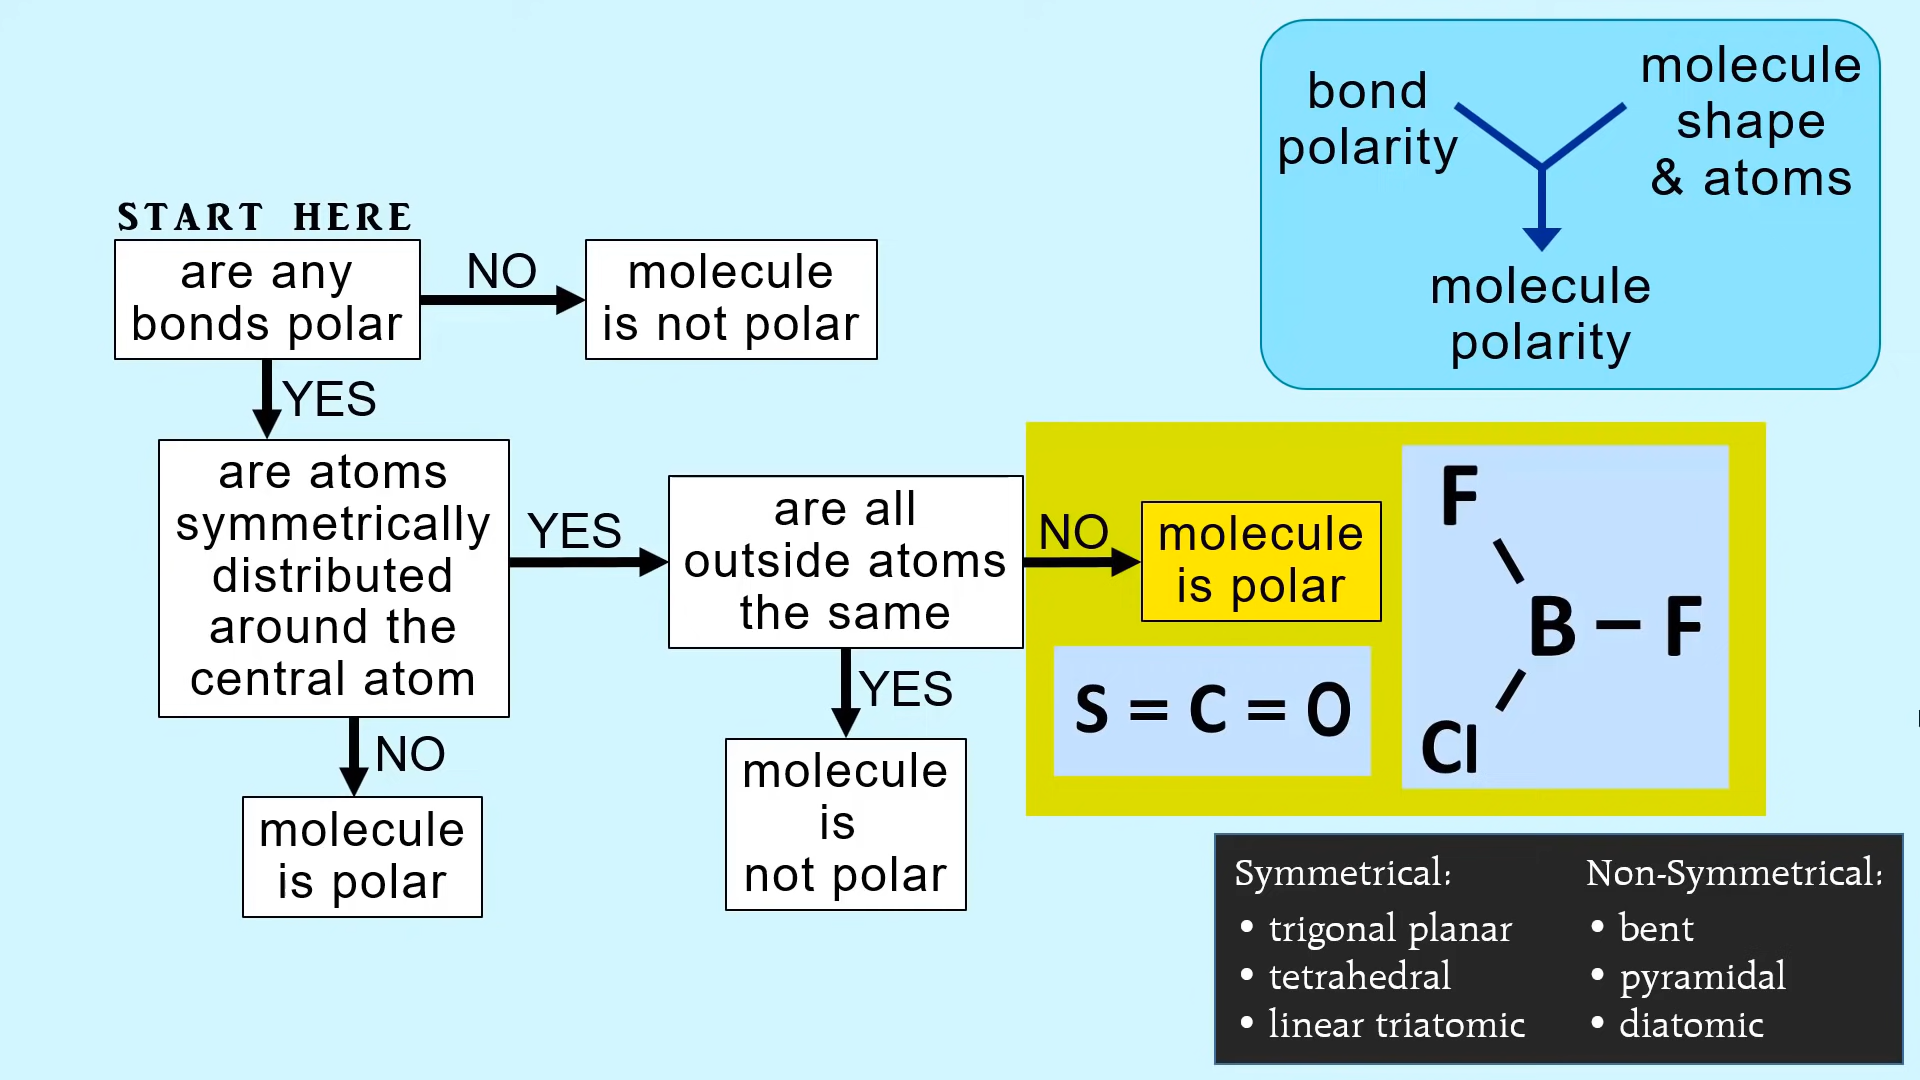 START HERE
are any
bonds polar
NO
molecule
is not polar
YES
are atoms
symmetrically
distributed
around the
central atom
YES
are all
outside atoms
the same
NO
molecule
is polar
YES
molecule
is
not polar
NO
molecule
is polar
bond
polarity
molecule
shape
& atoms
molecule
polarity
S = C = O
F
B – F
Cl
Symmetrical:
• trigonal planar
• tetrahedral
• linear triatomic
Non-Symmetrical:
• bent
• pyramidal
• diatomic